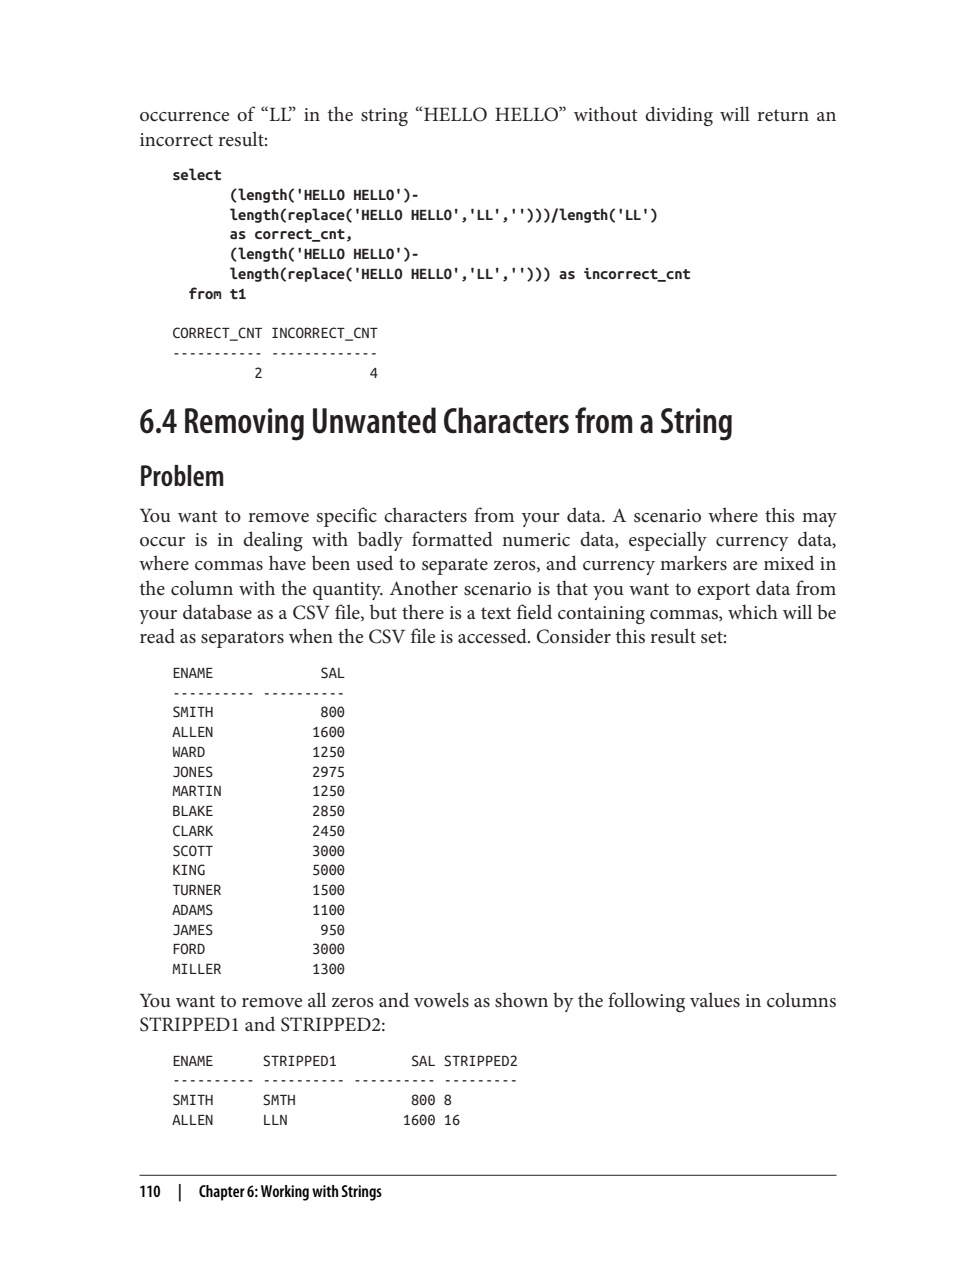 occurrence of “LL” in the string “HELLO HELLO” without dividing will return an
incorrect result:
select
(length('HELLO HELLO')-
length(replace('HELLO HELLO','LL','')))/length('LL')
as correct_cnt,
(length('HELLO HELLO')-
length(replace('HELLO HELLO','LL',''))) as incorrect_cnt
from t1
CORRECT_CNT INCORRECT_CNT
----------- -------------
2 4
6.4 Removing Unwanted Characters from a String
Problem
You want to remove specific characters from your data. A scenario where this may
occur is in dealing with badly formatted numeric data, especially currency data,
where commas have been used to separate zeros, and currency markers are mixed in
the column with the quantity. Another scenario is that you want to export data from
your database as a CSV file, but there is a text field containing commas, which will be
read as separators when the CSV file is accessed. Consider this result set:
ENAME SAL
---------- ----------
SMITH 800
ALLEN 1600
WARD 1250
JONES 2975
MARTIN 1250
BLAKE 2850
CLARK 2450
SCOTT 3000
KING 5000
TURNER 1500
ADAMS 1100
JAMES 950
FORD 3000
MILLER 1300
You want to remove all zeros and vowels as shown by the following values in columns
STRIPPED1 and STRIPPED2:
ENAME STRIPPED1 SAL STRIPPED2
---------- ---------- ---------- ---------
SMITH SMTH 800 8
ALLEN LLN 1600 16
110 | Chapter 6: Working with Strings